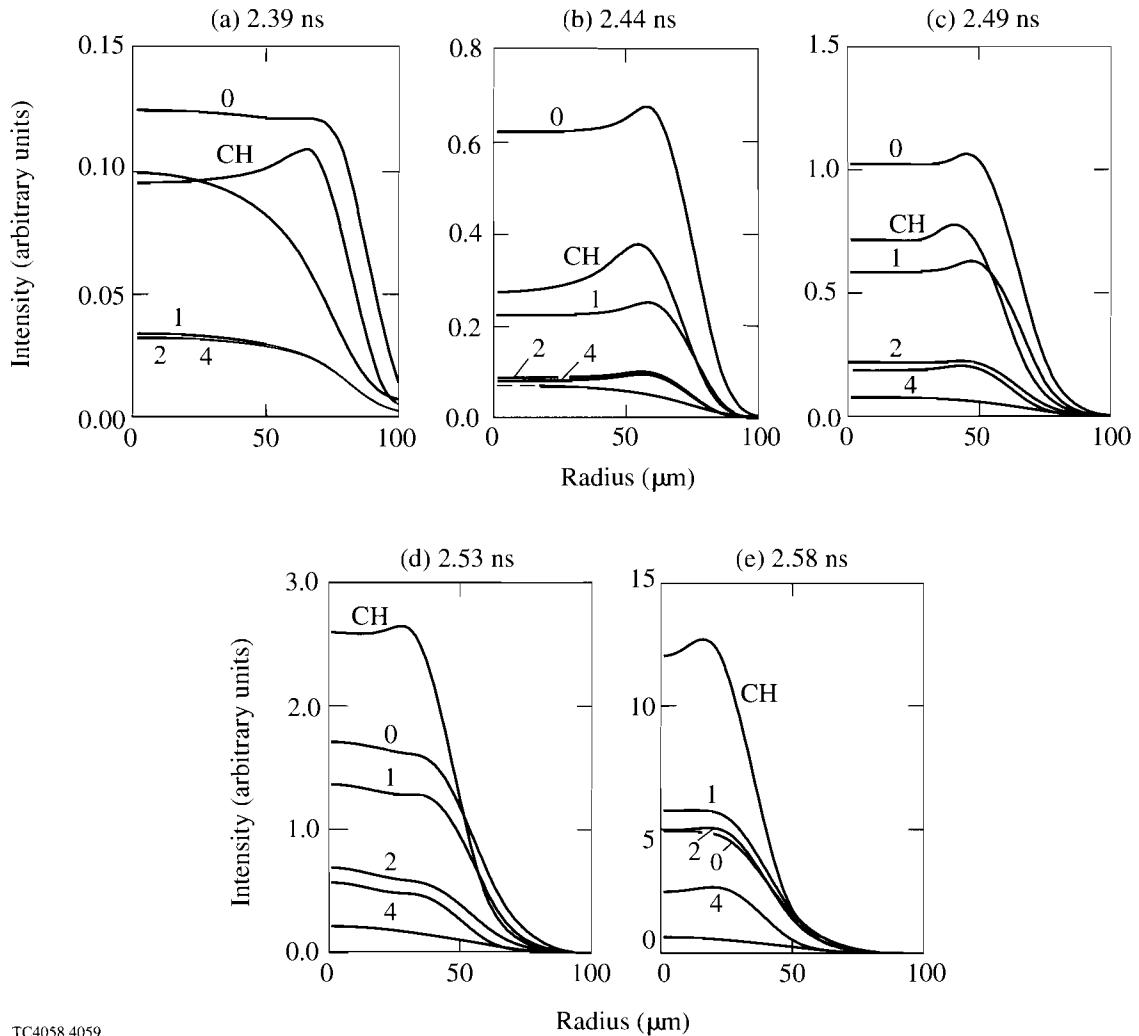 (a) 2.39 ns
(b) 2.44 ns
(c) 2.49 ns
Intensity (arbitrary units)
0.15
0.10
0.05
0.00
0
CH
1
2 4
0 50 100
0.8
0.6
0.4
0.2
0.0
0
CH
1
2 4
0 50 100
1.5
1.0
0.5
0.0
0
CH
1
2
4
0 50 100
Radius (µm)
(d) 2.53 ns
(e) 2.58 ns
Intensity (arbitrary units)
3.0
2.0
1.0
0.0
CH
0
1
2
4
0 50 100
15
10
5
0
CH
1
2 0
4
0 50 100
Radius (µm)
TC4058,4059